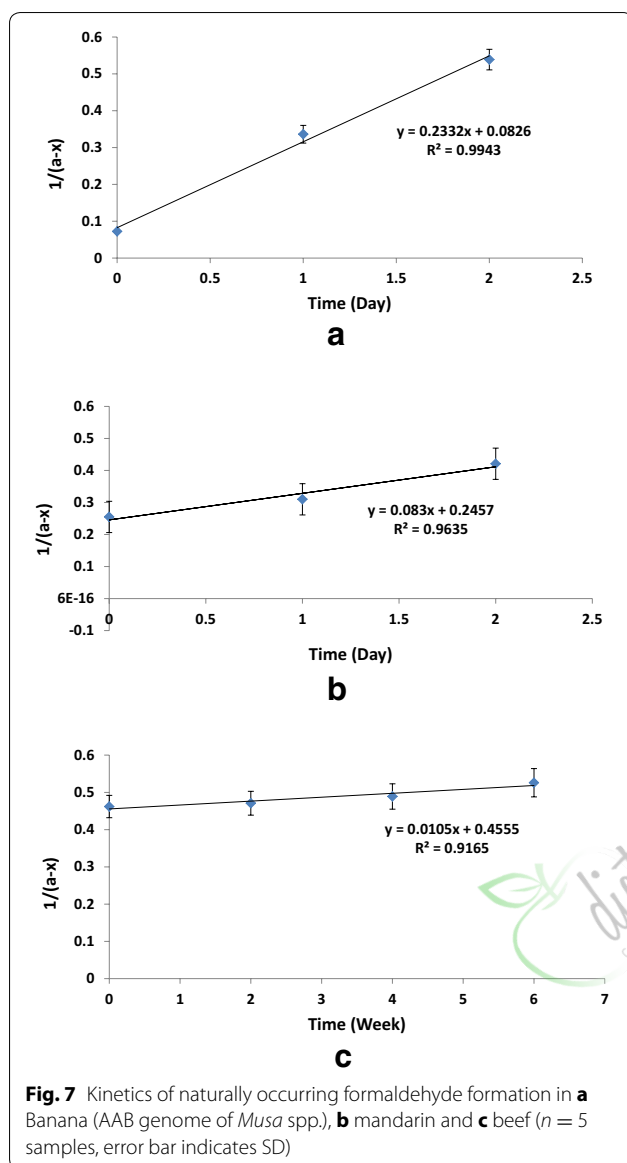 0.6
0.5
0.4
0.3
0.2
0.1
0
1/(a-x)
y = 0.2332x + 0.0826
R² = 0.9943
0 0.5 1 1.5 2 2.5
Time (Day)
a
0.6
0.5
0.4
0.3
0.2
0.1
6E-16
-0.1
1/(a-x)
y = 0.083x + 0.2457
R² = 0.9635
0 0.5 1 1.5 2 2.5
Time (Day)
b
0.6
0.5
0.4
0.3
0.2
0.1
0
1/(a-x)
y = 0.0105x + 0.4555
R² = 0.9165
0 1 2 3 4 5 6 7
Time (Week)
c
Fig. 7 Kinetics of naturally occurring formaldehyde formation in a
Banana (AAB genome of Musa spp.), b mandarin and c beef (n = 5
samples, error bar indicates SD)